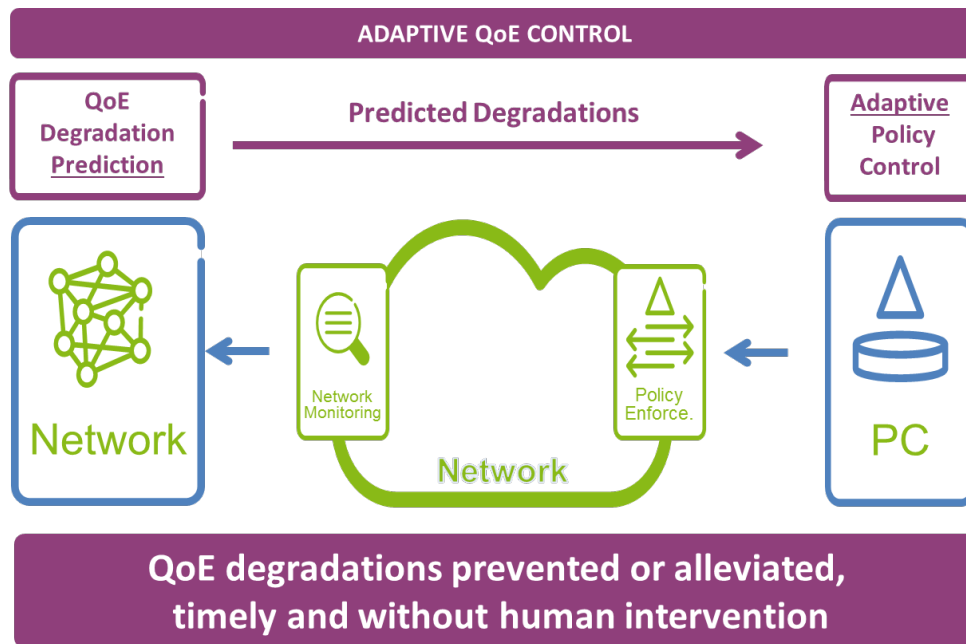 ADAPTIVE QoE CONTROL
QoE
Degradation
Prediction
Predicted Degradations
Adaptive
Policy
Control
Network
Network
Monitoring
Policy
Enforce.
Network
PC
QoE degradations prevented or alleviated,
timely and without human intervention